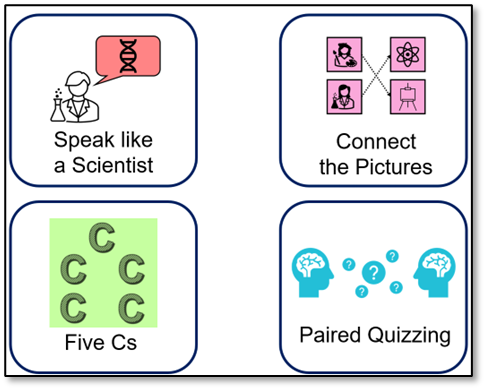 Speak like
a Scientist
Connect
the Pictures
C
C C
C C
Five Cs
? ? ? ? ?
Paired Quizzing